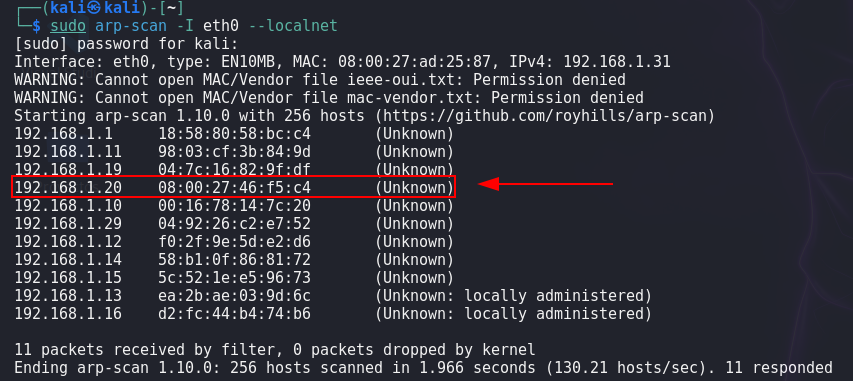 ┌──(kali㉿kali)-[~]
└─$ sudo arp-scan -I eth0 --localnet
[sudo] password for kali:
Interface: eth0, type: EN10MB, MAC: 08:00:27:ad:25:87, IPv4: 192.168.1.31
WARNING: Cannot open MAC/Vendor file ieee-oui.txt: Permission denied
WARNING: Cannot open MAC/Vendor file mac-vendor.txt: Permission denied
Starting arp-scan 1.10.0 with 256 hosts (https://github.com/royhills/arp-scan)
192.168.1.1 18:58:80:58:bc:c4 (Unknown)
192.168.1.11 98:03:cf:3b:84:9d (Unknown)
192.168.1.19 04:7c:16:82:9f:df (Unknown)
192.168.1.20 08:00:27:46:f5:c4 (Unknown)
192.168.1.10 00:16:78:14:7c:20 (Unknown)
192.168.1.29 04:92:26:c2:e7:52 (Unknown)
192.168.1.12 f0:2f:9e:5d:e2:d6 (Unknown)
192.168.1.14 58:b1:0f:86:81:72 (Unknown)
192.168.1.15 5c:52:1e:e5:96:73 (Unknown)
192.168.1.13 ea:2b:ae:03:9d:6c (Unknown: locally administered)
192.168.1.16 d2:fc:44:b4:74:b6 (Unknown: locally administered)
11 packets received by filter, 0 packets dropped by kernel
Ending arp-scan 1.10.0: 256 hosts scanned in 1.966 seconds (130.21 hosts/sec). 11 responded